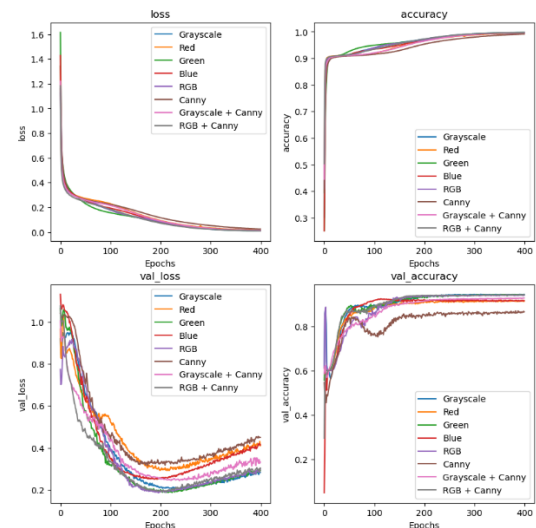 loss
1.6
1.4
1.2
1.0
0.8
0.6
0.4
0.2
0.0
loss
0
100
200
300
400
Epochs
Grayscale
Red
Green
Blue
RGB
Canny
Grayscale + Canny
RGB + Canny
accuracy
1.0
0.9
0.8
0.7
0.6
0.5
0.4
0.3
accuracy
0
100
200
300
400
Epochs
Grayscale
Red
Green
Blue
RGB
Canny
Grayscale + Canny
RGB + Canny
val_loss
1.0
0.8
0.6
0.4
0.2
val_loss
0
100
200
300
400
Epochs
Grayscale
Red
Green
Blue
RGB
Canny
Grayscale + Canny
RGB + Canny
val_accuracy
0.8
0.6
0.4
0.2
val_accuracy
0
100
200
300
400
Epochs
Grayscale
Red
Green
Blue
RGB
Canny
Grayscale + Canny
RGB + Canny